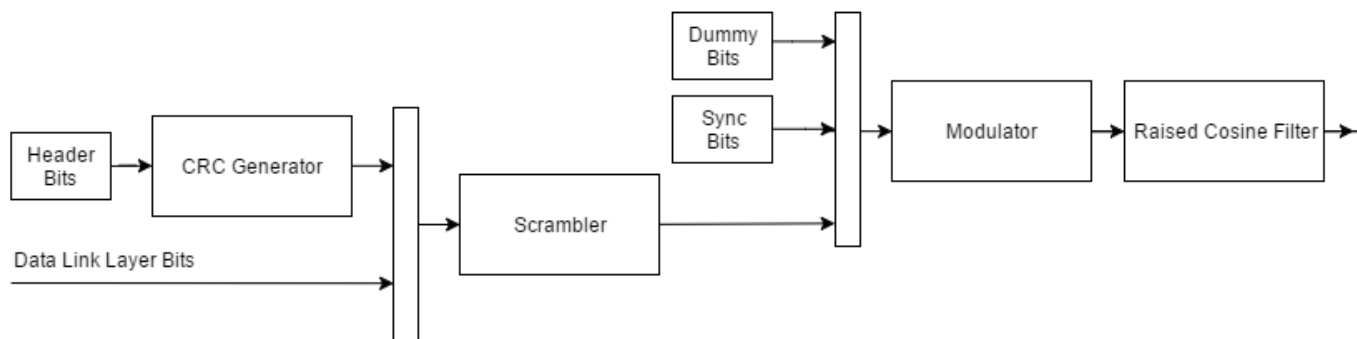 Header
Bits
CRC Generator
Data Link Layer Bits
Scrambler
Dummy
Bits
Sync
Bits
Modulator
Raised Cosine Filter